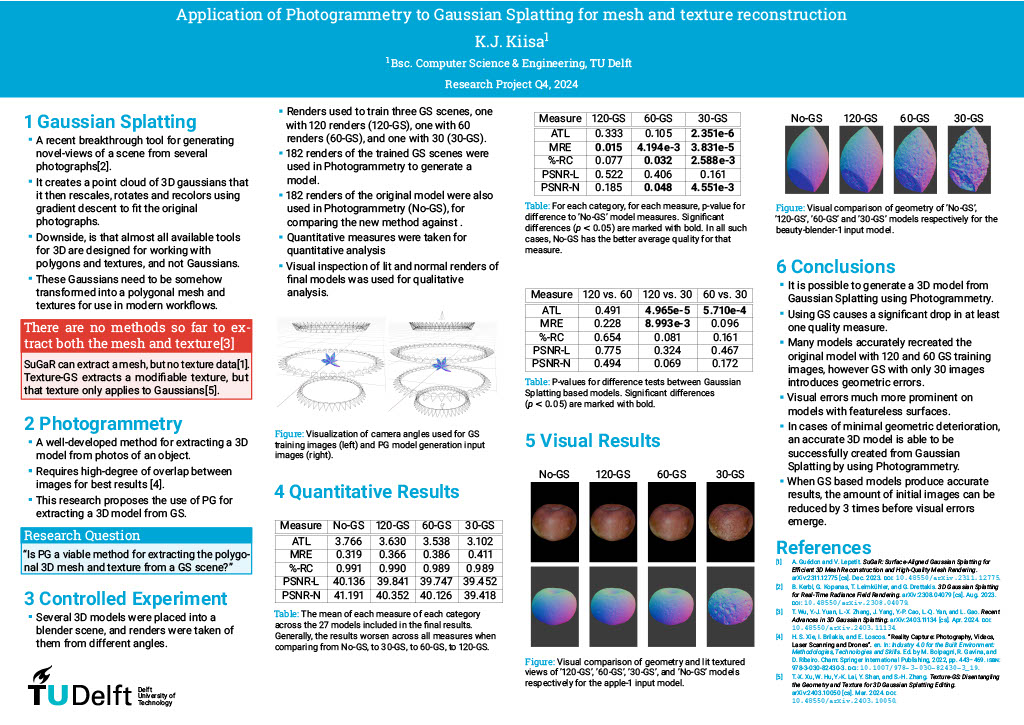 Application of Photogrammetry to Gaussian Splatting for mesh and texture reconstruction
K.J. Kiisa1
1Bsc. Computer Science & Engineering, TU Delft
Research Project Q4, 2024
1 Gaussian Splatting
A recent breakthrough tool for generating
novel-views of a scene from several
photographs[2].
It creates a point cloud of 3D gaussians that
it then rescales, rotates and recolors using
gradient descent to fit the original
photographs.
Downside, is that almost all available tools
for 3D are designed for working with
polygons and textures, and not Gaussians.
These Gaussians need to be somehow
transformed into a polygonal mesh and
textures for use in modern workflows.
There are no methods so far to ex-
tract both the mesh and texture[3]
SuGaR can extract a mesh, but no texture data[1].
Texture-GS extracts a modifiable texture, but
that texture only applies to Gaussians[5].
2 Photogrammetry
A well-developed method for extracting a 3D
model from photos of an object.
Requires high-degree of overlap between
images for best results [4].
This research proposes the use of PG for
extracting a 3D model from GS.
Research Question
"Is PG a viable method for extracting the polygo-
nal 3D mesh and texture from a GS scene?"
3 Controlled Experiment
Several 3D models were placed into a
blender scene, and renders were taken of
them from different angles.
TUDelft
Delft
University of
Technology
Renders used to train three GS scenes, one
with 120 renders (120-GS), one with 60
renders (60-GS), and one with 30 (30-GS).
182 renders of the trained GS scenes were
used in Photogrammetry to generate a
model.
182 renders of the original model were also
used in Photogrammetry (No-GS), for
comparing the new method against .
Quantitative measures were taken for
quantitative analysis
Visual inspection of lit and normal renders of
final models was used for qualitative
analysis.
Figure: Visualization of camera angles used for GS
training images (left) and PG model generation input
images (right).
4 Quantitative Results
Measure No-GS 120-GS 60-GS 30-GS
ATL 3.766 3.630 3.538 3.102
MRE 0.319 0.366 0.386 0.411
%-RC 0.991 0.990 0.989 0.989
PSNR-L 40.136 39.841 39.747 39.452
PSNR-N 41.191 40.352 40.126 39.418
Table: The mean of each measure of each category
across the 27 models included in the final results.
Generally, the results worsen across all measures when
comparing from No-GS, to 30-GS, to 60-GS, to 120-GS.
Measure 120-GS 60-GS 30-GS
ATL 0.333 0.105 2.351e-6
MRE 0.015 4.194e-3 3.831e-5
%-RC 0.077 0.032 2.588e-3
PSNR-L 0.522 0.406 0.161
PSNR-N 0.185 0.048 4.551e-3
Table: For each category, for each measure, p-value for
difference to 'No-GS' model measures. Significant
differences (p < 0.05) are marked with bold. In all such
cases, No-GS has the better average quality for that
measure.
Measure 120 vs. 60 120 vs. 30 60 vs. 30
ATL 0.491 4.965e-5 5.710e-4
MRE 0.228 8.993e-3 0.096
%-RC 0.654 0.081 0.161
PSNR-L 0.775 0.324 0.467
PSNR-N 0.494 0.069 0.172
Table: P-values for difference tests between Gaussian
Splatting based models. Significant differences
(p < 0.05) are marked with bold.
5 Visual Results
No-GS 120-GS 60-GS 30-GS
Figure: Visual comparison of geometry and lit textured
views of '120-GS', '60-GS', '30-GS', and 'No-GS' models
respectively for the apple-1 input model.
No-GS 120-GS 60-GS 30-GS
Figure: Visual comparison of geometry of 'No-GS',
'120-GS', '60-GS' and '30-GS' models respectively for the
beauty-blender-1 input model.
6 Conclusions
It is possible to generate a 3D model from
Gaussian Splatting using Photogrammetry.
Using GS causes a significant drop in at least
one quality measure.
Many models accurately recreated the
original model with 120 and 60 GS training
images, however GS with only 30 images
introduces geometric errors.
Visual errors much more prominent on
models with featureless surfaces.
In cases of minimal geometric deterioration,
an accurate 3D model is able to be
successfully created from Gaussian
Splatting by using Photogrammetry.
When GS based models produce accurate
results, the amount of initial images can be
reduced by 3 times before visual errors
emerge.
References
[1] A. Guédon and V. Lepetit. SuGaR: Surface-Aligned Gaussian Splatting for
Efficient 3D Mesh Reconstruction and High-Quality Mesh Rendering.
arXiv:2311.12775 [cs]. Dec. 2023. DOI: 10.48550/arXiv.2311.12775.
[2] B. Kerbl, G. Kopanas, T. Leimkühler, and G. Drettakis. 3D Gaussian Splatting
for Real-Time Radiance Field Rendering. arXiv:2308.04079 [cs]. Aug. 2023.
DOI: 10.48550/arXiv.2308.04079.
[3] T. Wu, Y.-J. Yuan, L.-X. Zhang, J. Yang, Y.-P. Cao, L.-Q. Yan, and L. Gao. Recent
Advances in 3D Gaussian Splatting. arXiv:2403.11134 [cs]. Apr. 2024. DOI:
10.48550/arXiv.2403.11134.
[4] H. S. Xie, I. Brilakis, and E. Loscos. "Reality Capture: Photography, Videos,
Laser Scanning and Drones". en. In: Industry 4.0 for the Built Environment:
Methodologies, Technologies and Skills. Ed. by M. Bolpagni, R. Gavina, and
D. Ribeiro. Cham: Springer International Publishing, 2022, pp. 443–469. ISBN:
978-3-030-82430-3. DOI: 10.1007/978-3-030-82430-3_19.
[5] T.-X. Xu, W. Hu, Y.-K. Lai, Y. Shan, and S.-H. Zhang. Texture-GS: Disentangling
the Geometry and Texture for 3D Gaussian Splatting Editing.
arXiv:2403.10050 [cs]. Mar. 2024. DOI:
10.48550/arXiv.2403.10050.